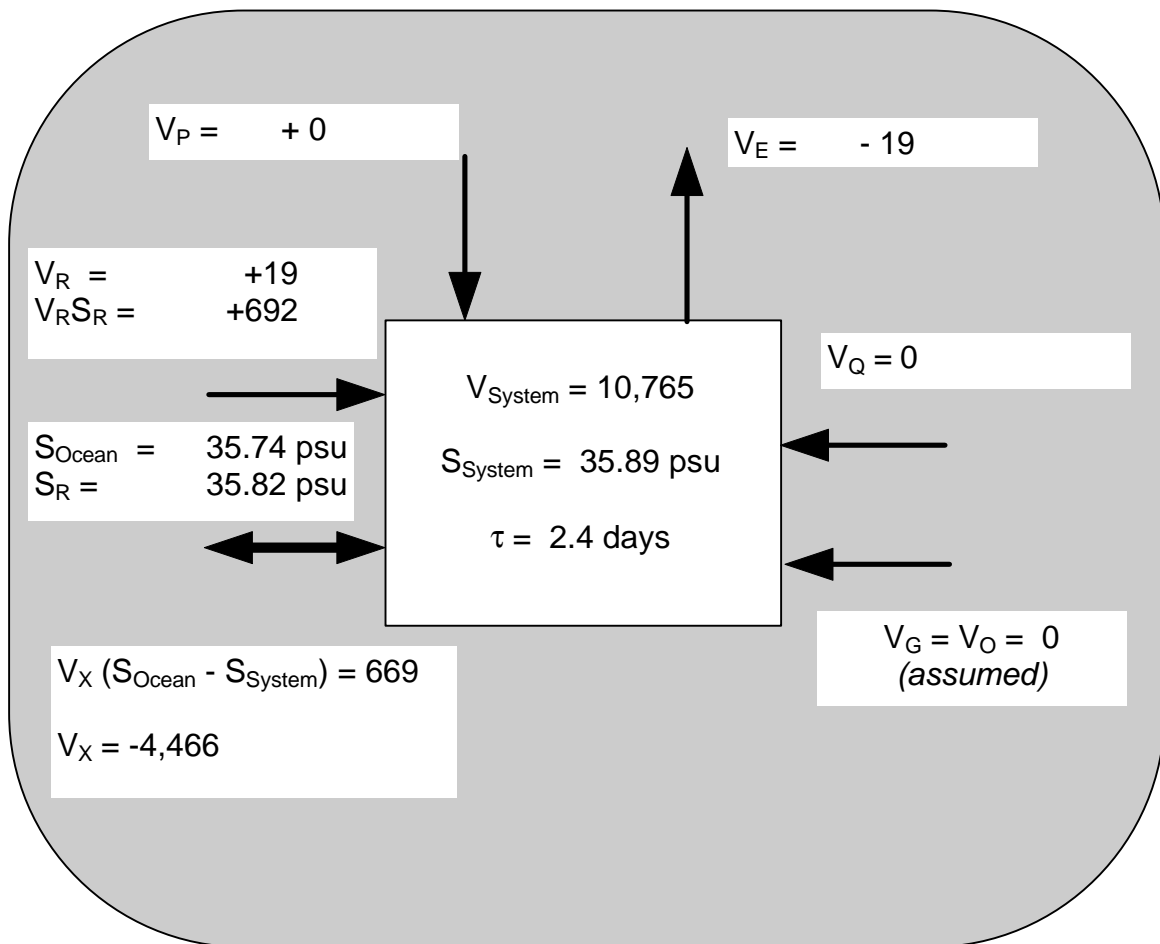 V_P = + 0
V_E = - 19
V_R = +19
V_RS_R = +692
V_Q = 0
V_System = 10,765
S_System = 35.89 psu
τ = 2.4 days
S_Ocean = 35.74 psu
S_R = 35.82 psu
V_G = V_O = 0
(assumed)
V_X (S_Ocean - S_System) = 669
V_X = -4,466